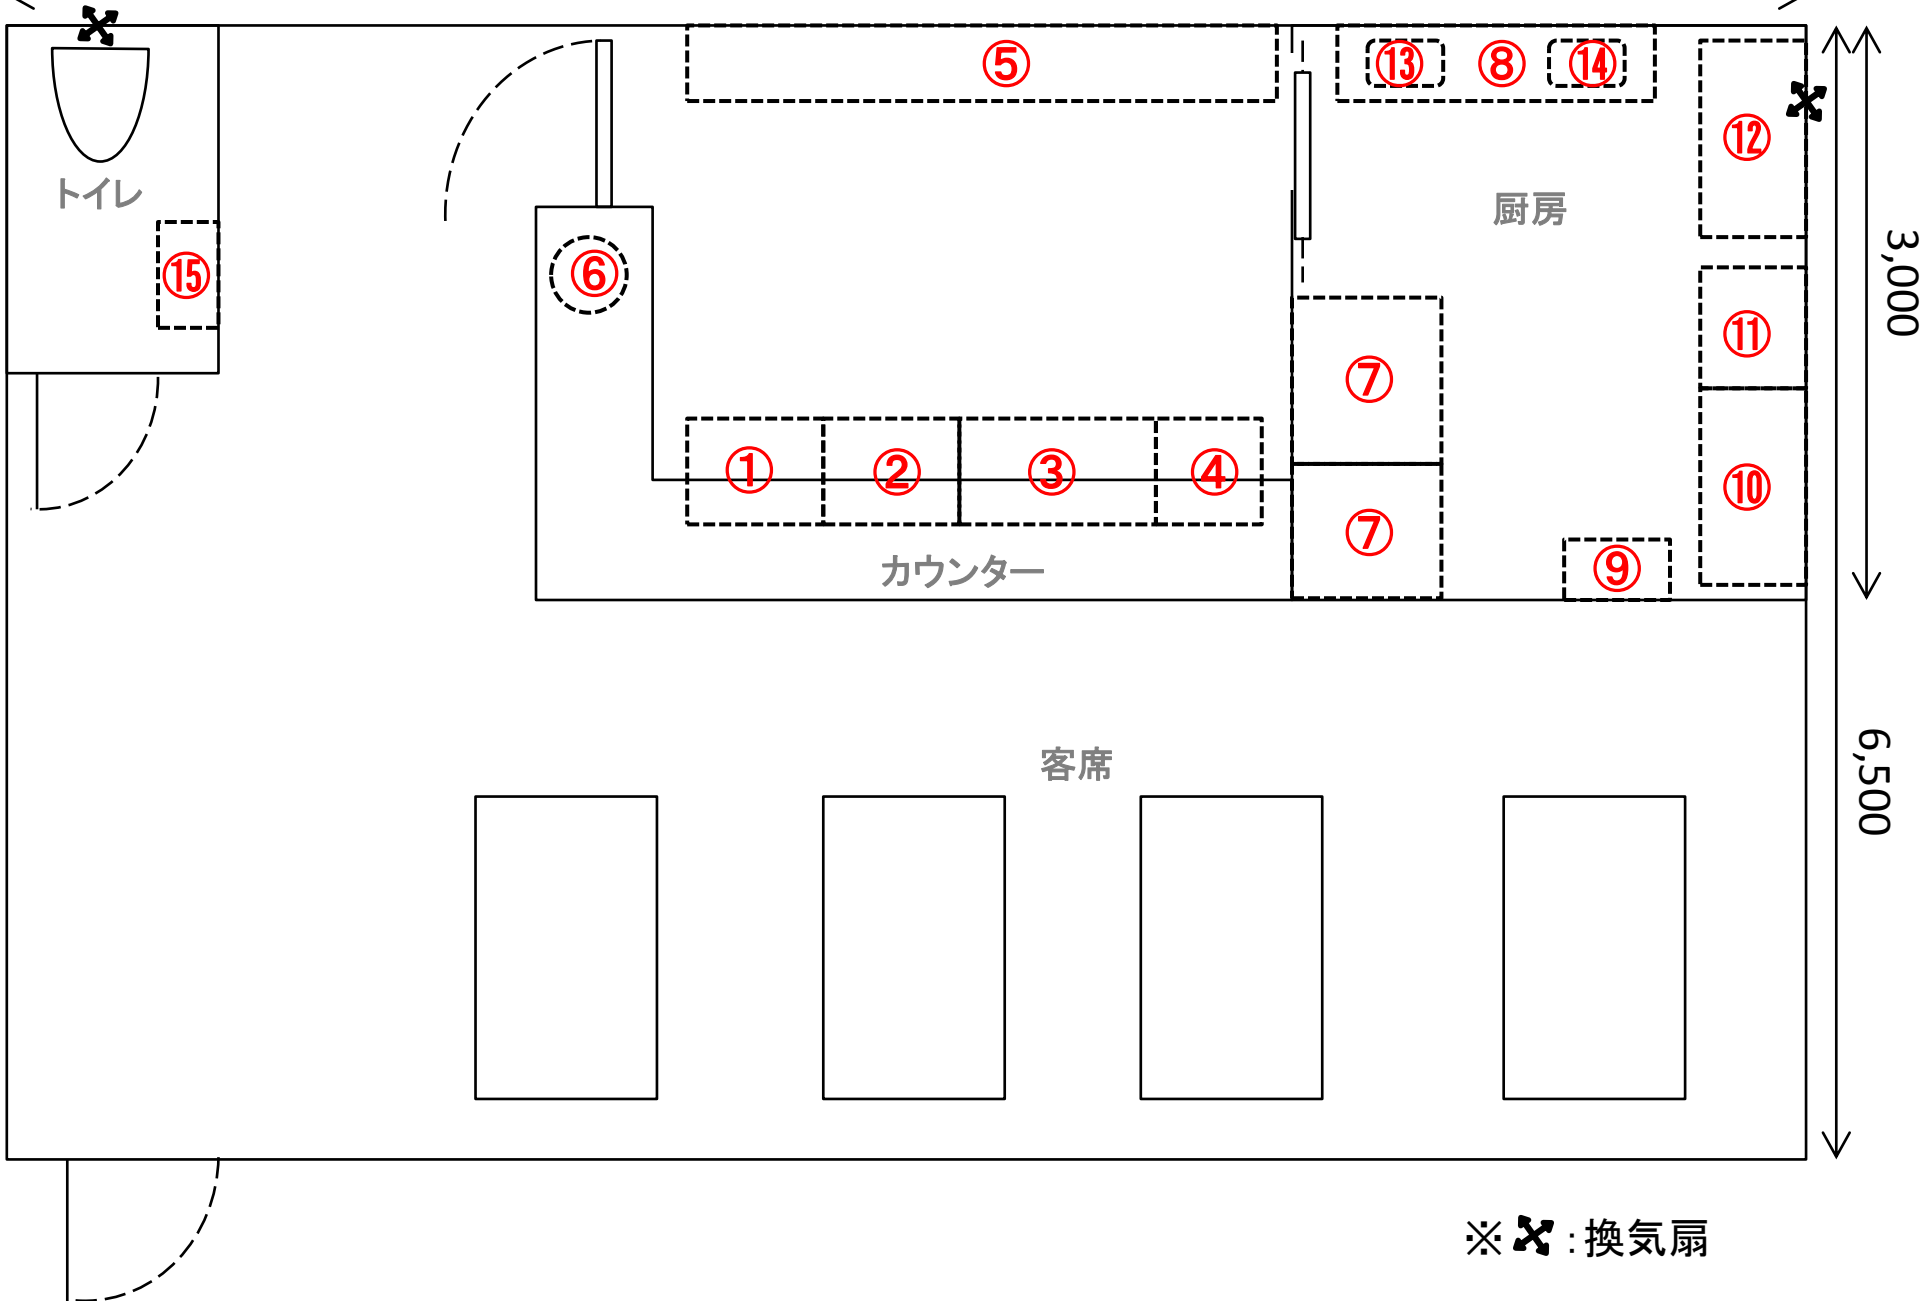 ⑤
⑬ ⑧ ⑭
⑫
トイレ
厨房
⑮
⑥
3,000
⑪
⑦
① ② ③ ④
⑩
⑦
カウンター
⑨
客席
6,500
※ :換気扇